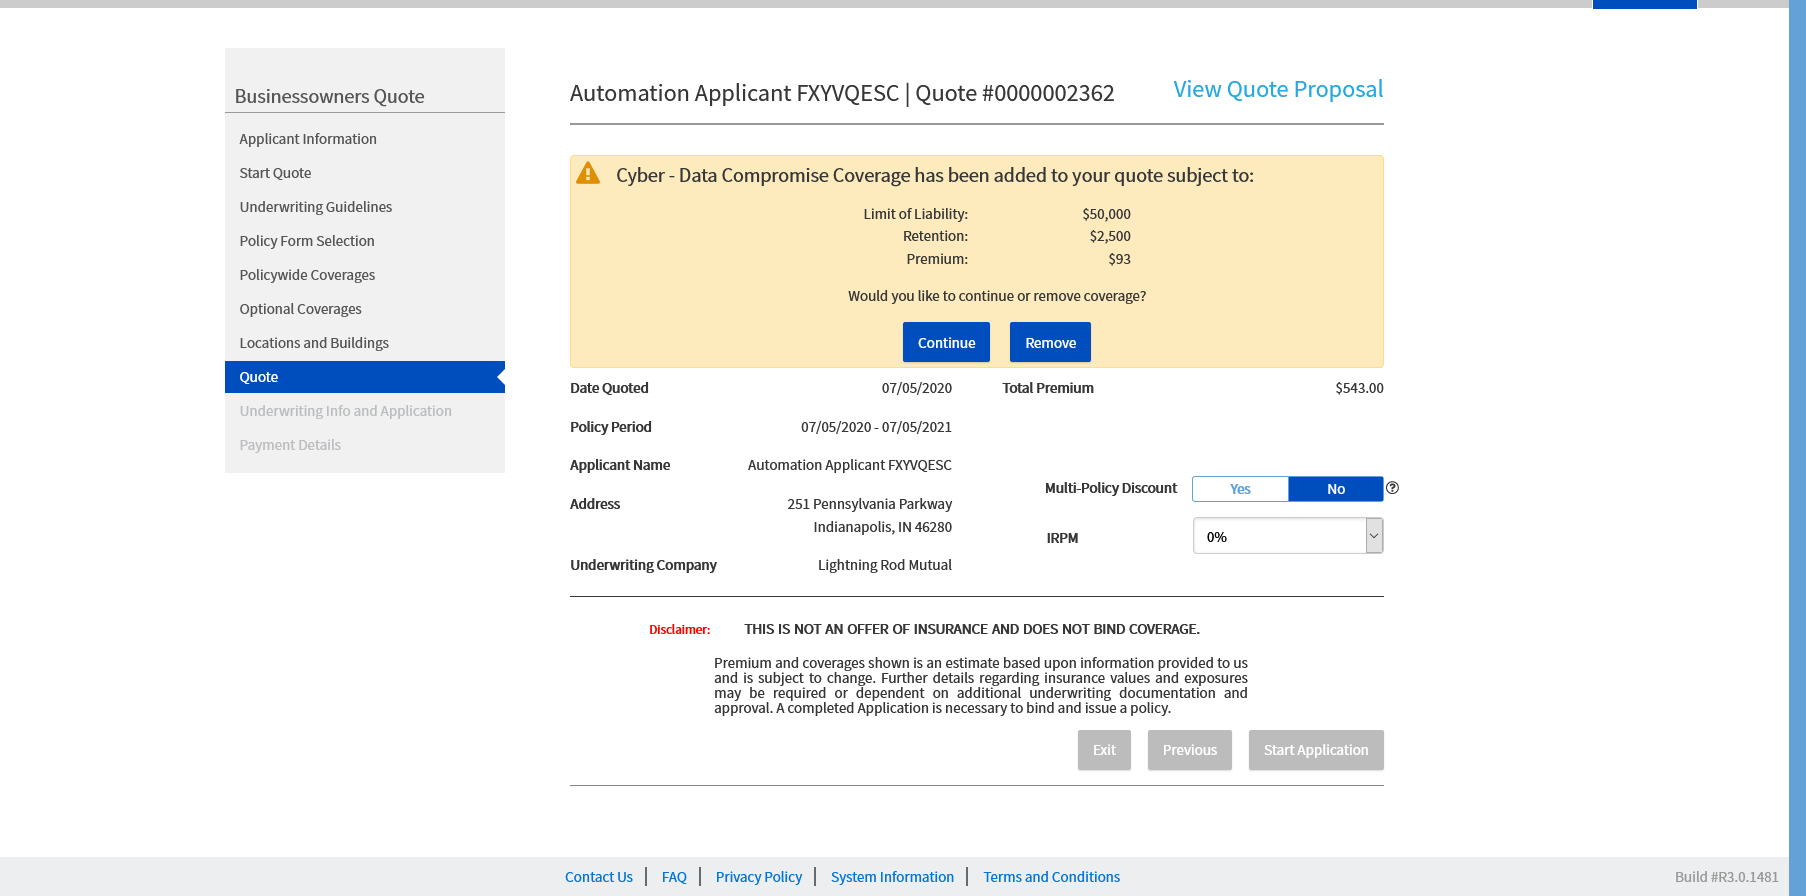 Businessowners Quote
Applicant Information
Start Quote
Underwriting Guidelines
Policy Form Selection
Policywide Coverages
Optional Coverages
Locations and Buildings
Quote
Underwriting Info and Application
Payment Details
Automation Applicant FXYVQESC | Quote #0000002362
View Quote Proposal
Cyber - Data Compromise Coverage has been added to your quote subject to:
Limit of Liability: $50,000
Retention: $2,500
Premium: $93
Would you like to continue or remove coverage?
Continue Remove
Date Quoted 07/05/2020 Total Premium $543.00
Policy Period 07/05/2020 - 07/05/2021
Applicant Name Automation Applicant FXYVQESC
Multi-Policy Discount Yes No ?
Address 251 Pennsylvania Parkway
Indianapolis, IN 46280
IRPM 0%
Underwriting Company Lightning Rod Mutual
Disclaimer: THIS IS NOT AN OFFER OF INSURANCE AND DOES NOT BIND COVERAGE.
Premium and coverages shown is an estimate based upon information provided to us
and is subject to change. Further details regarding insurance values and exposures
may be required or dependent on additional underwriting documentation and
approval. A completed Application is necessary to bind and issue a policy.
Exit Previous Start Application
Contact Us | FAQ | Privacy Policy | System Information | Terms and Conditions
Build #R3.0.1481